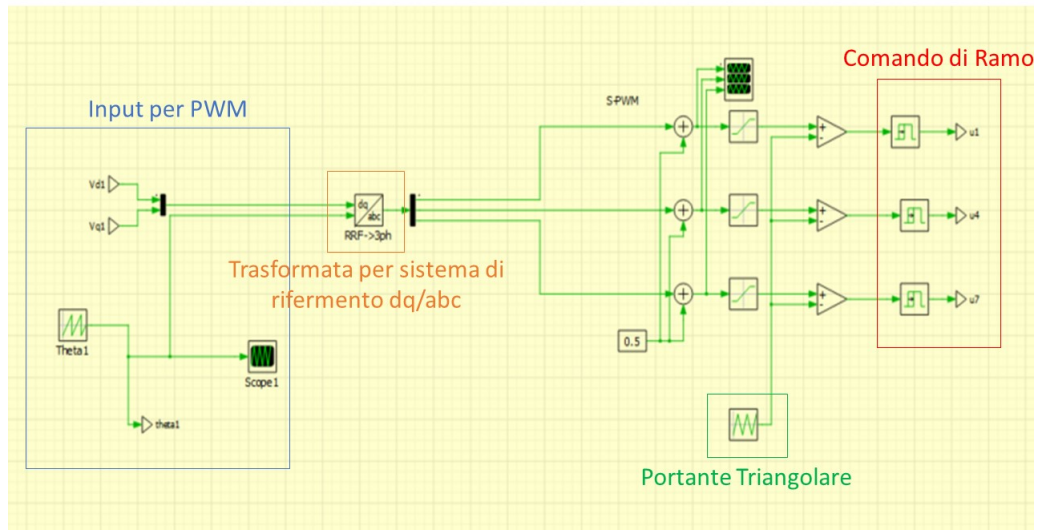 Comando di Ramo
Input per PWM
S-PWM
u1
Vd1
Vq1
dq
abc
RRF->3ph
u4
Trasformata per sistema di
rifermento dq/abc
u7
Theta1
0.5
Scope1
theta1
Portante Triangolare